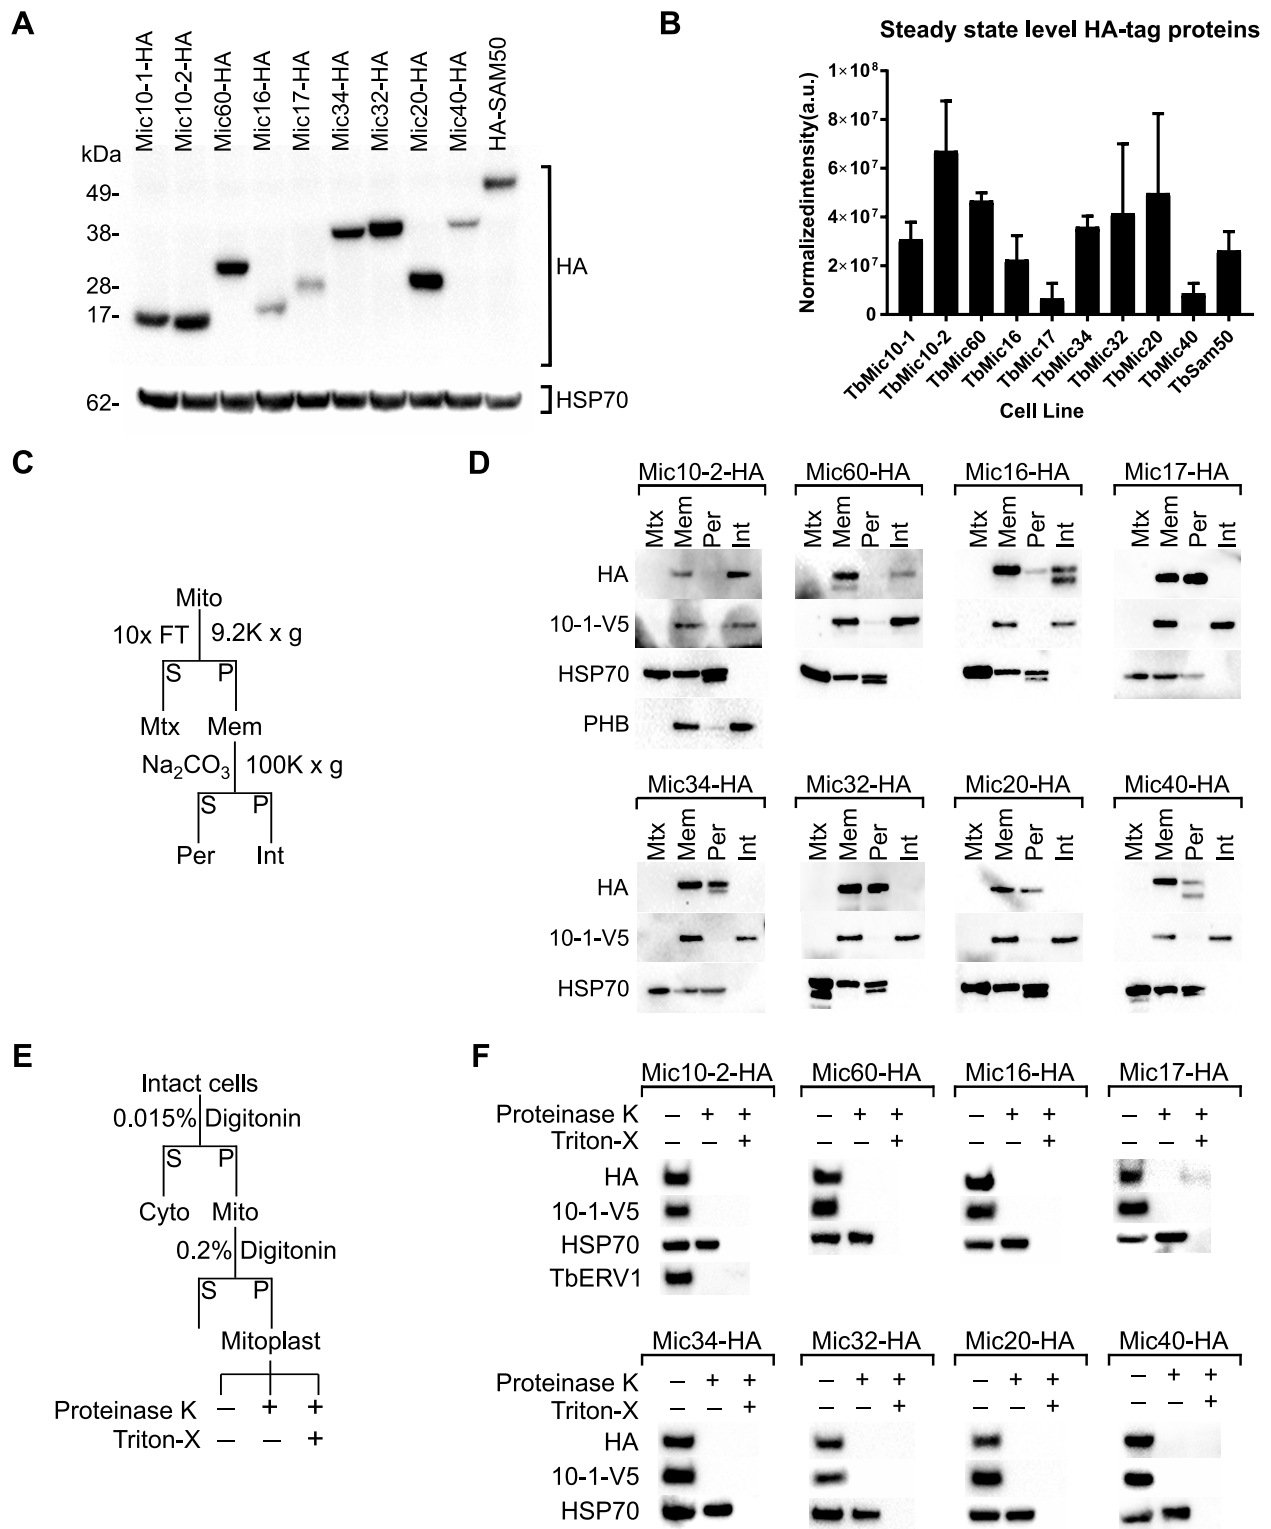 A
Mic10-1-HA
Mic10-2-HA
Mic60-HA
Mic16-HA
Mic17-HA
Mic34-HA
Mic32-HA
Mic20-HA
Mic40-HA
HA-SAM50
kDa
49-
38-
28-
17-
62-
HA
HSP70
B
Steady state level HA-tag proteins
Normalizedintensity(a.u.)
1×10⁸
8×10⁷
6×10⁷
4×10⁷
2×10⁷
0
TbMic10-1
TbMic10-2
TbMic60
TbMic16
TbMic17
TbMic34
TbMic32
TbMic20
TbMic40
TbSam50
Cell Line
C
Mito
10x FT 9.2K x g
S P
Mtx Mem
Na₂CO₃ 100K x g
S P
Per Int
D
Mic10-2-HA Mic60-HA Mic16-HA Mic17-HA
Mtx Mem Per Int Mtx Mem Per Int Mtx Mem Per Int Mtx Mem Per Int
HA
10-1-V5
HSP70
PHB
Mic34-HA Mic32-HA Mic20-HA Mic40-HA
Mtx Mem Per Int Mtx Mem Per Int Mtx Mem Per Int Mtx Mem Per Int
HA
10-1-V5
HSP70
E
Intact cells
0.015% Digitonin
S P
Cyto Mito
0.2% Digitonin
S P
Mitoplast
Proteinase K – + +
Triton-X – – +
F
Mic10-2-HA Mic60-HA Mic16-HA Mic17-HA
Proteinase K – + + – + + – + + – + +
Triton-X – – + – – + – – + – – +
HA
10-1-V5
HSP70
TbERV1
Mic34-HA Mic32-HA Mic20-HA Mic40-HA
Proteinase K – + + – + + – + + – + +
Triton-X – – + – – + – – + – – +
HA
10-1-V5
HSP70